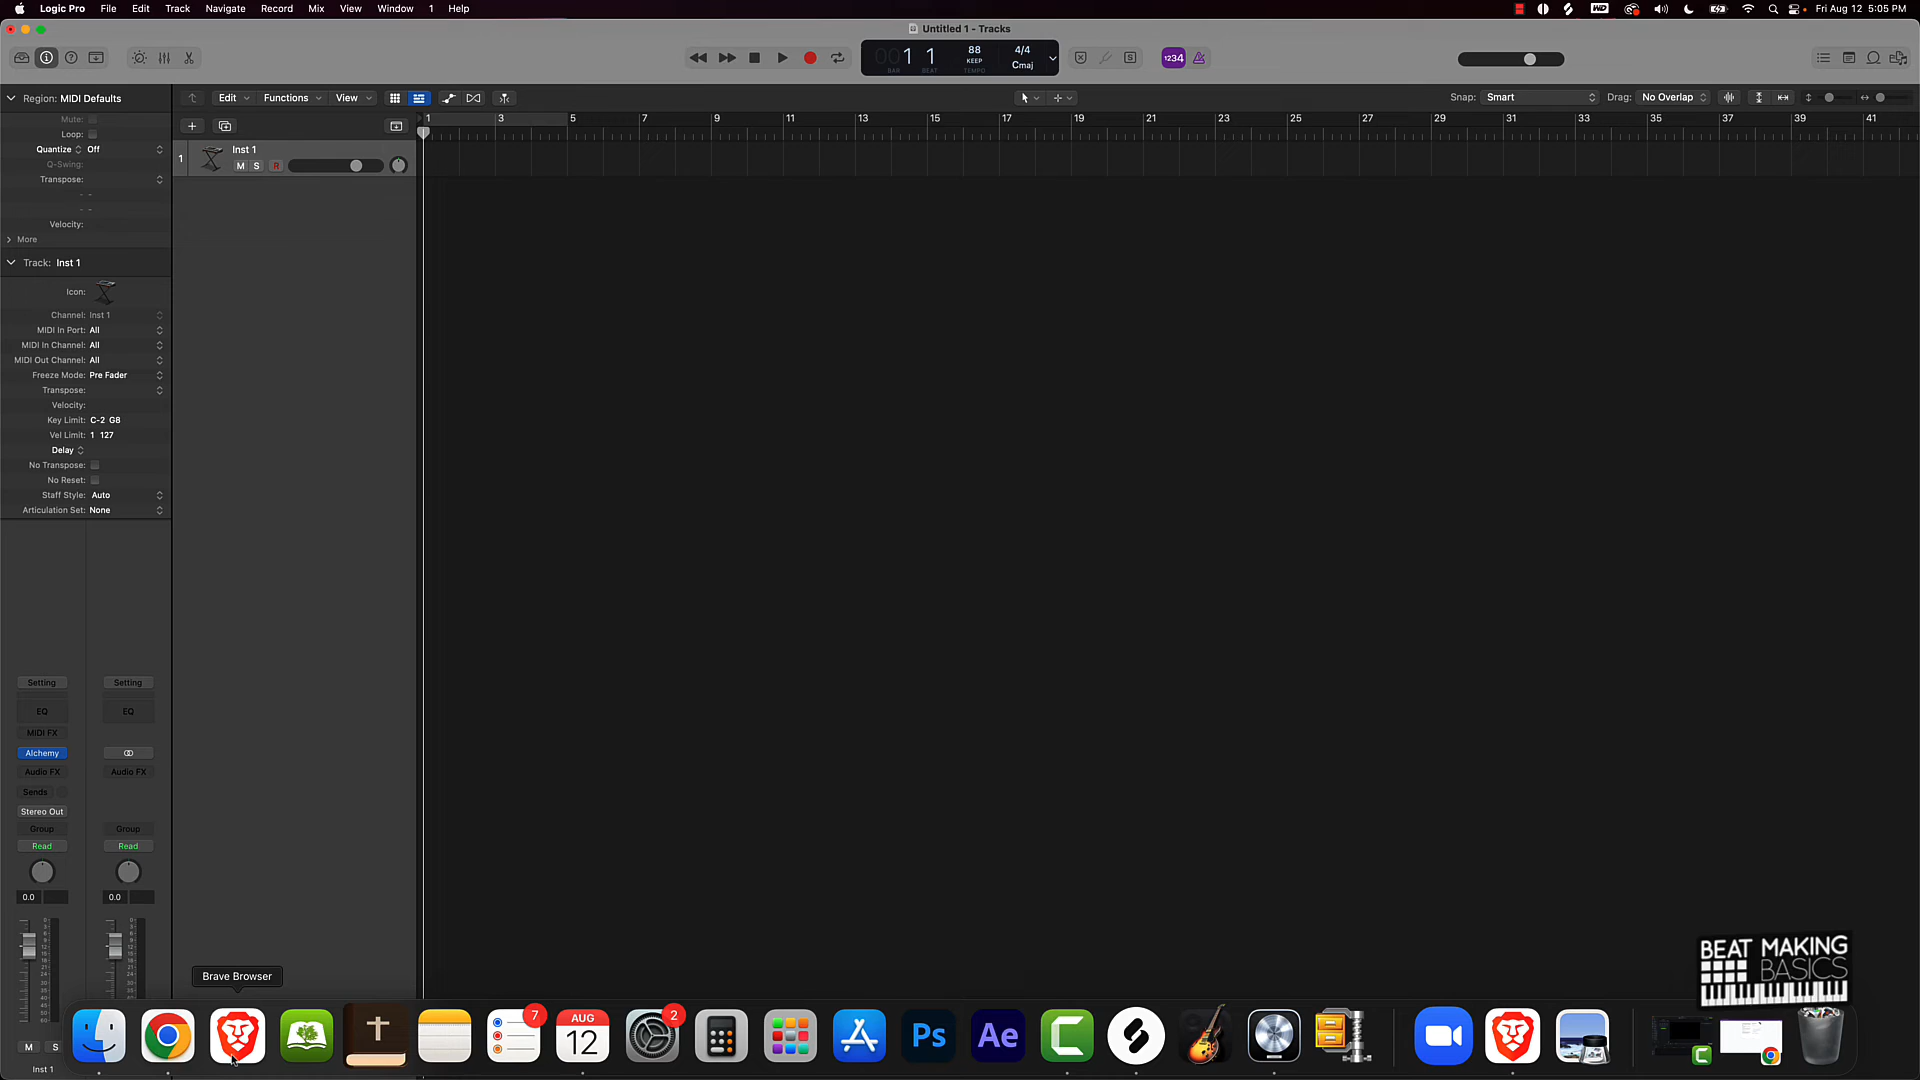 Logic Pro File Edit Track Navigate Record Mix View Window 1 Help Fri Aug 12 5:05 PM
Untitled 1 - Tracks
001 1 88 4/4
KEEP Cmaj
BAR BEAT TEMPO
1234
Region: MIDI Defaults
Edit Functions View
Snap: Smart Drag: No Overlap
Mute:
Loop:
Quantize Off
Q-Swing:
Transpose:
Velocity:
More
1 3 5 7 9 11 13 15 17 19 21 23 25 27 29 31 33 35 37 39 41
1 Inst 1
M S R
Track: Inst 1
Icon:
Channel: Inst 1
MIDI In Port: All
MIDI In Channel: All
MIDI Out Channel: All
Freeze Mode: Pre Fader
Transpose:
Velocity:
Key Limit: C-2 G8
Vel Limit: 1 127
Delay
No Transpose:
No Reset:
Staff Style: Auto
Articulation Set: None
Setting Setting
EQ EQ
MIDI FX
Alchemy
Audio FX Audio FX
Sends
Stereo Out
Group Group
Read Read
0.0 0.0
M S
Inst 1
Brave Browser
7
AUG
12
2
Ps
Ae
BEAT MAKING
BASICS